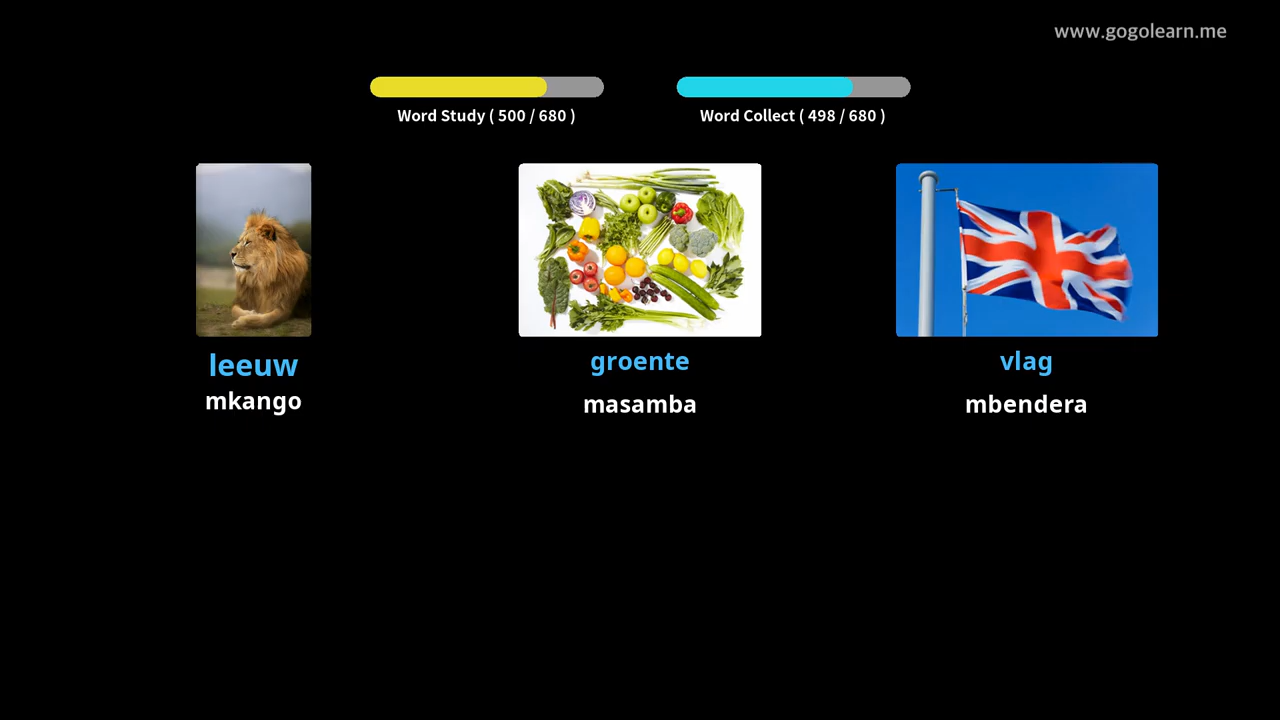 www.gogolearn.me
Word Study ( 500 / 680 )
Word Collect ( 498 / 680 )
leeuw
mkango
groente
masamba
vlag
mbendera